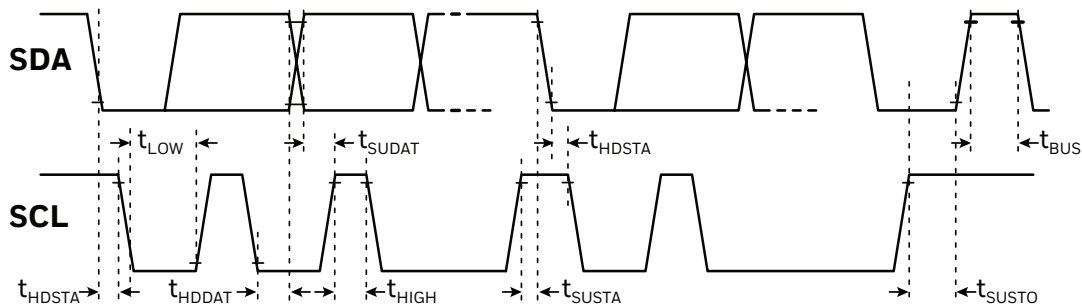 SDA
tLOW tSUDAT tHDSTA tBUS
SCL
tHDSTA tHDDAT tHIGH tSUSTA tSUSTO